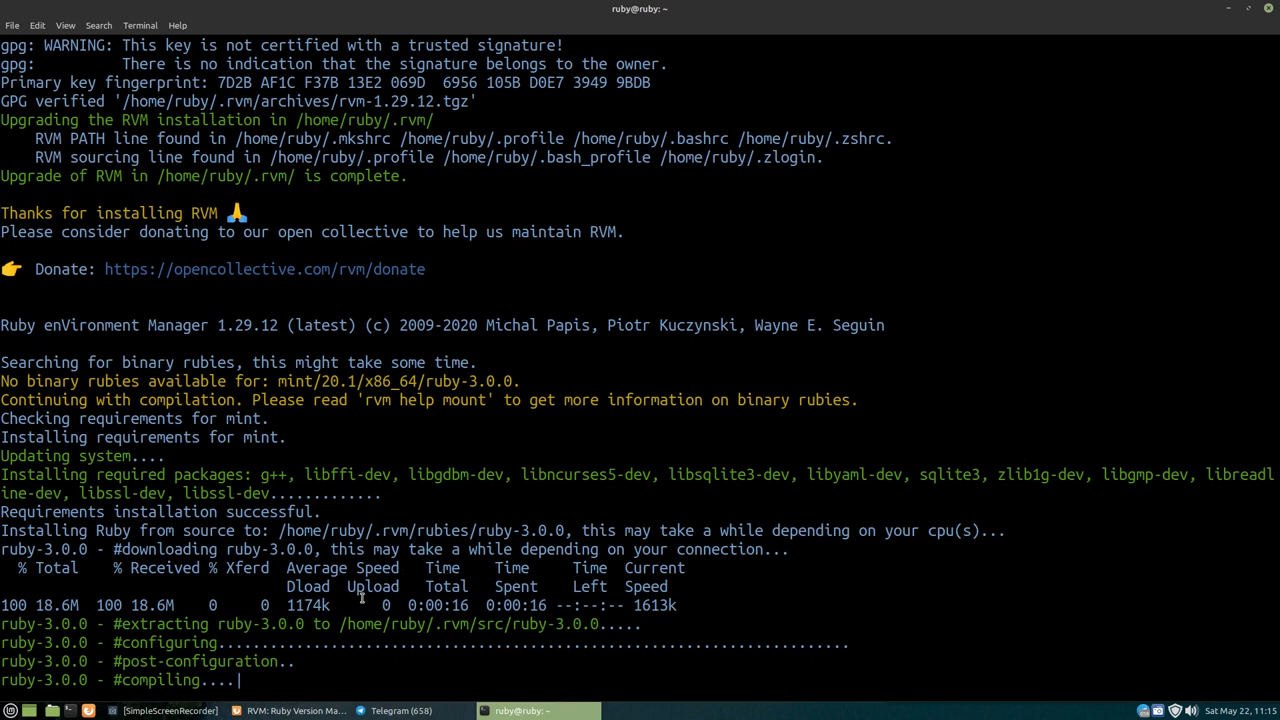 ruby@ruby: ~
File Edit View Search Terminal Help
gpg: WARNING: This key is not certified with a trusted signature!
gpg:          There is no indication that the signature belongs to the owner.
Primary key fingerprint: 7D2B AF1C F37B 13E2 069D  6956 105B D0E7 3949 9BDB
GPG verified '/home/ruby/.rvm/archives/rvm-1.29.12.tgz'
Upgrading the RVM installation in /home/ruby/.rvm/
    RVM PATH line found in /home/ruby/.mkshrc /home/ruby/.profile /home/ruby/.bashrc /home/ruby/.zshrc.
    RVM sourcing line found in /home/ruby/.profile /home/ruby/.bash_profile /home/ruby/.zlogin.
Upgrade of RVM in /home/ruby/.rvm/ is complete.
Thanks for installing RVM 🙏
Please consider donating to our open collective to help us maintain RVM.
👉 Donate: https://opencollective.com/rvm/donate
Ruby enVironment Manager 1.29.12 (latest) (c) 2009-2020 Michal Papis, Piotr Kuczynski, Wayne E. Seguin
Searching for binary rubies, this might take some time.
No binary rubies available for: mint/20.1/x86_64/ruby-3.0.0.
Continuing with compilation. Please read 'rvm help mount' to get more information on binary rubies.
Checking requirements for mint.
Installing requirements for mint.
Updating system....
Installing required packages: g++, libffi-dev, libgdbm-dev, libncurses5-dev, libsqlite3-dev, libyaml-dev, sqlite3, zlib1g-dev, libgmp-dev, libreadl
ine-dev, libssl-dev, libssl-dev.............
Requirements installation successful.
Installing Ruby from source to: /home/ruby/.rvm/rubies/ruby-3.0.0, this may take a while depending on your cpu(s)...
ruby-3.0.0 - #downloading ruby-3.0.0, this may take a while depending on your connection...
  % Total    % Received % Xferd  Average Speed   Time    Time     Time  Current
                                 Dload  Upload   Total   Spent    Left  Speed
100 18.6M  100 18.6M    0     0  1174k      0  0:00:16  0:00:16 --:--:-- 1613k
ruby-3.0.0 - #extracting ruby-3.0.0 to /home/ruby/.rvm/src/ruby-3.0.0.....
ruby-3.0.0 - #configuring.........................................................................
ruby-3.0.0 - #post-configuration..
ruby-3.0.0 - #compiling....|
[SimpleScreenRecorder] RVM: Ruby Version Ma... Telegram (658) ruby@ruby: ~ Sat May 22, 11:15